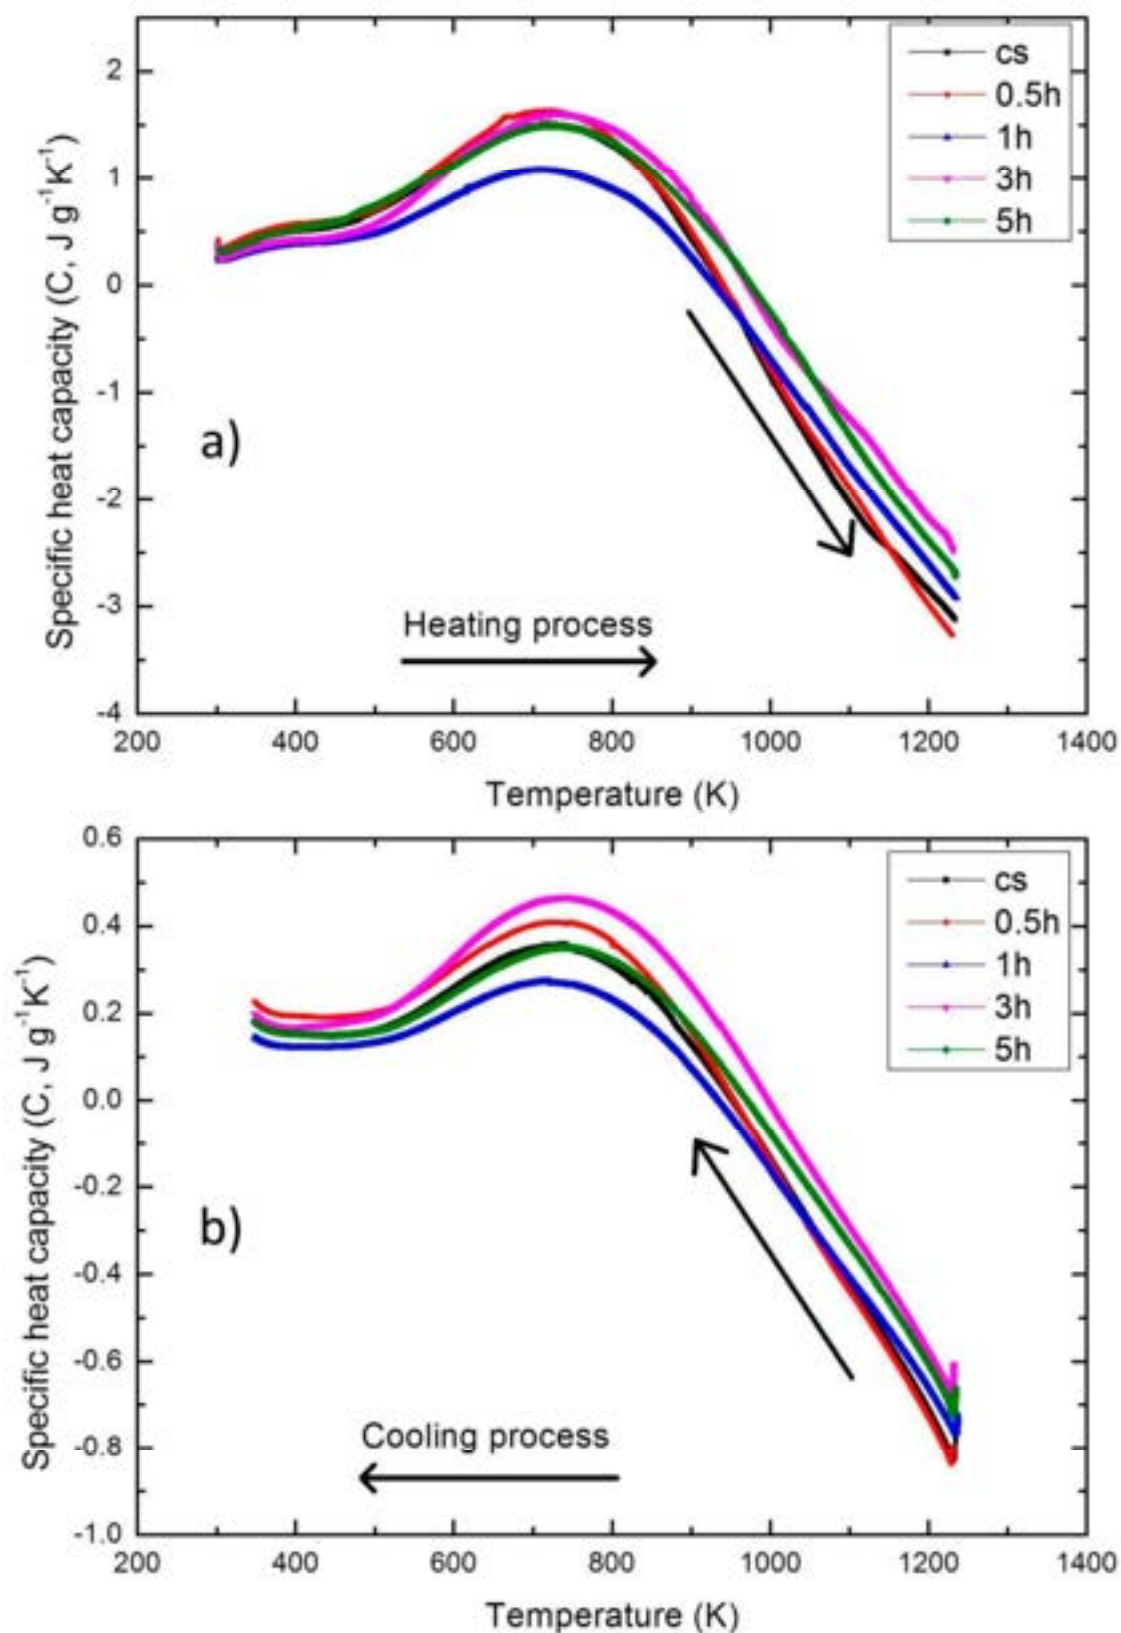 cs
0.5h
1h
3h
5h
2
1
0
-1
-2
-3
-4
Specific heat capacity (C, J g⁻¹K⁻¹)
a)
Heating process
200 400 600 800 1000 1200 1400
Temperature (K)
cs
0.5h
1h
3h
5h
0.6
0.4
0.2
0.0
-0.2
-0.4
-0.6
-0.8
-1.0
Specific heat capacity (C, J g⁻¹K⁻¹)
b)
Cooling process
200 400 600 800 1000 1200 1400
Temperature (K)